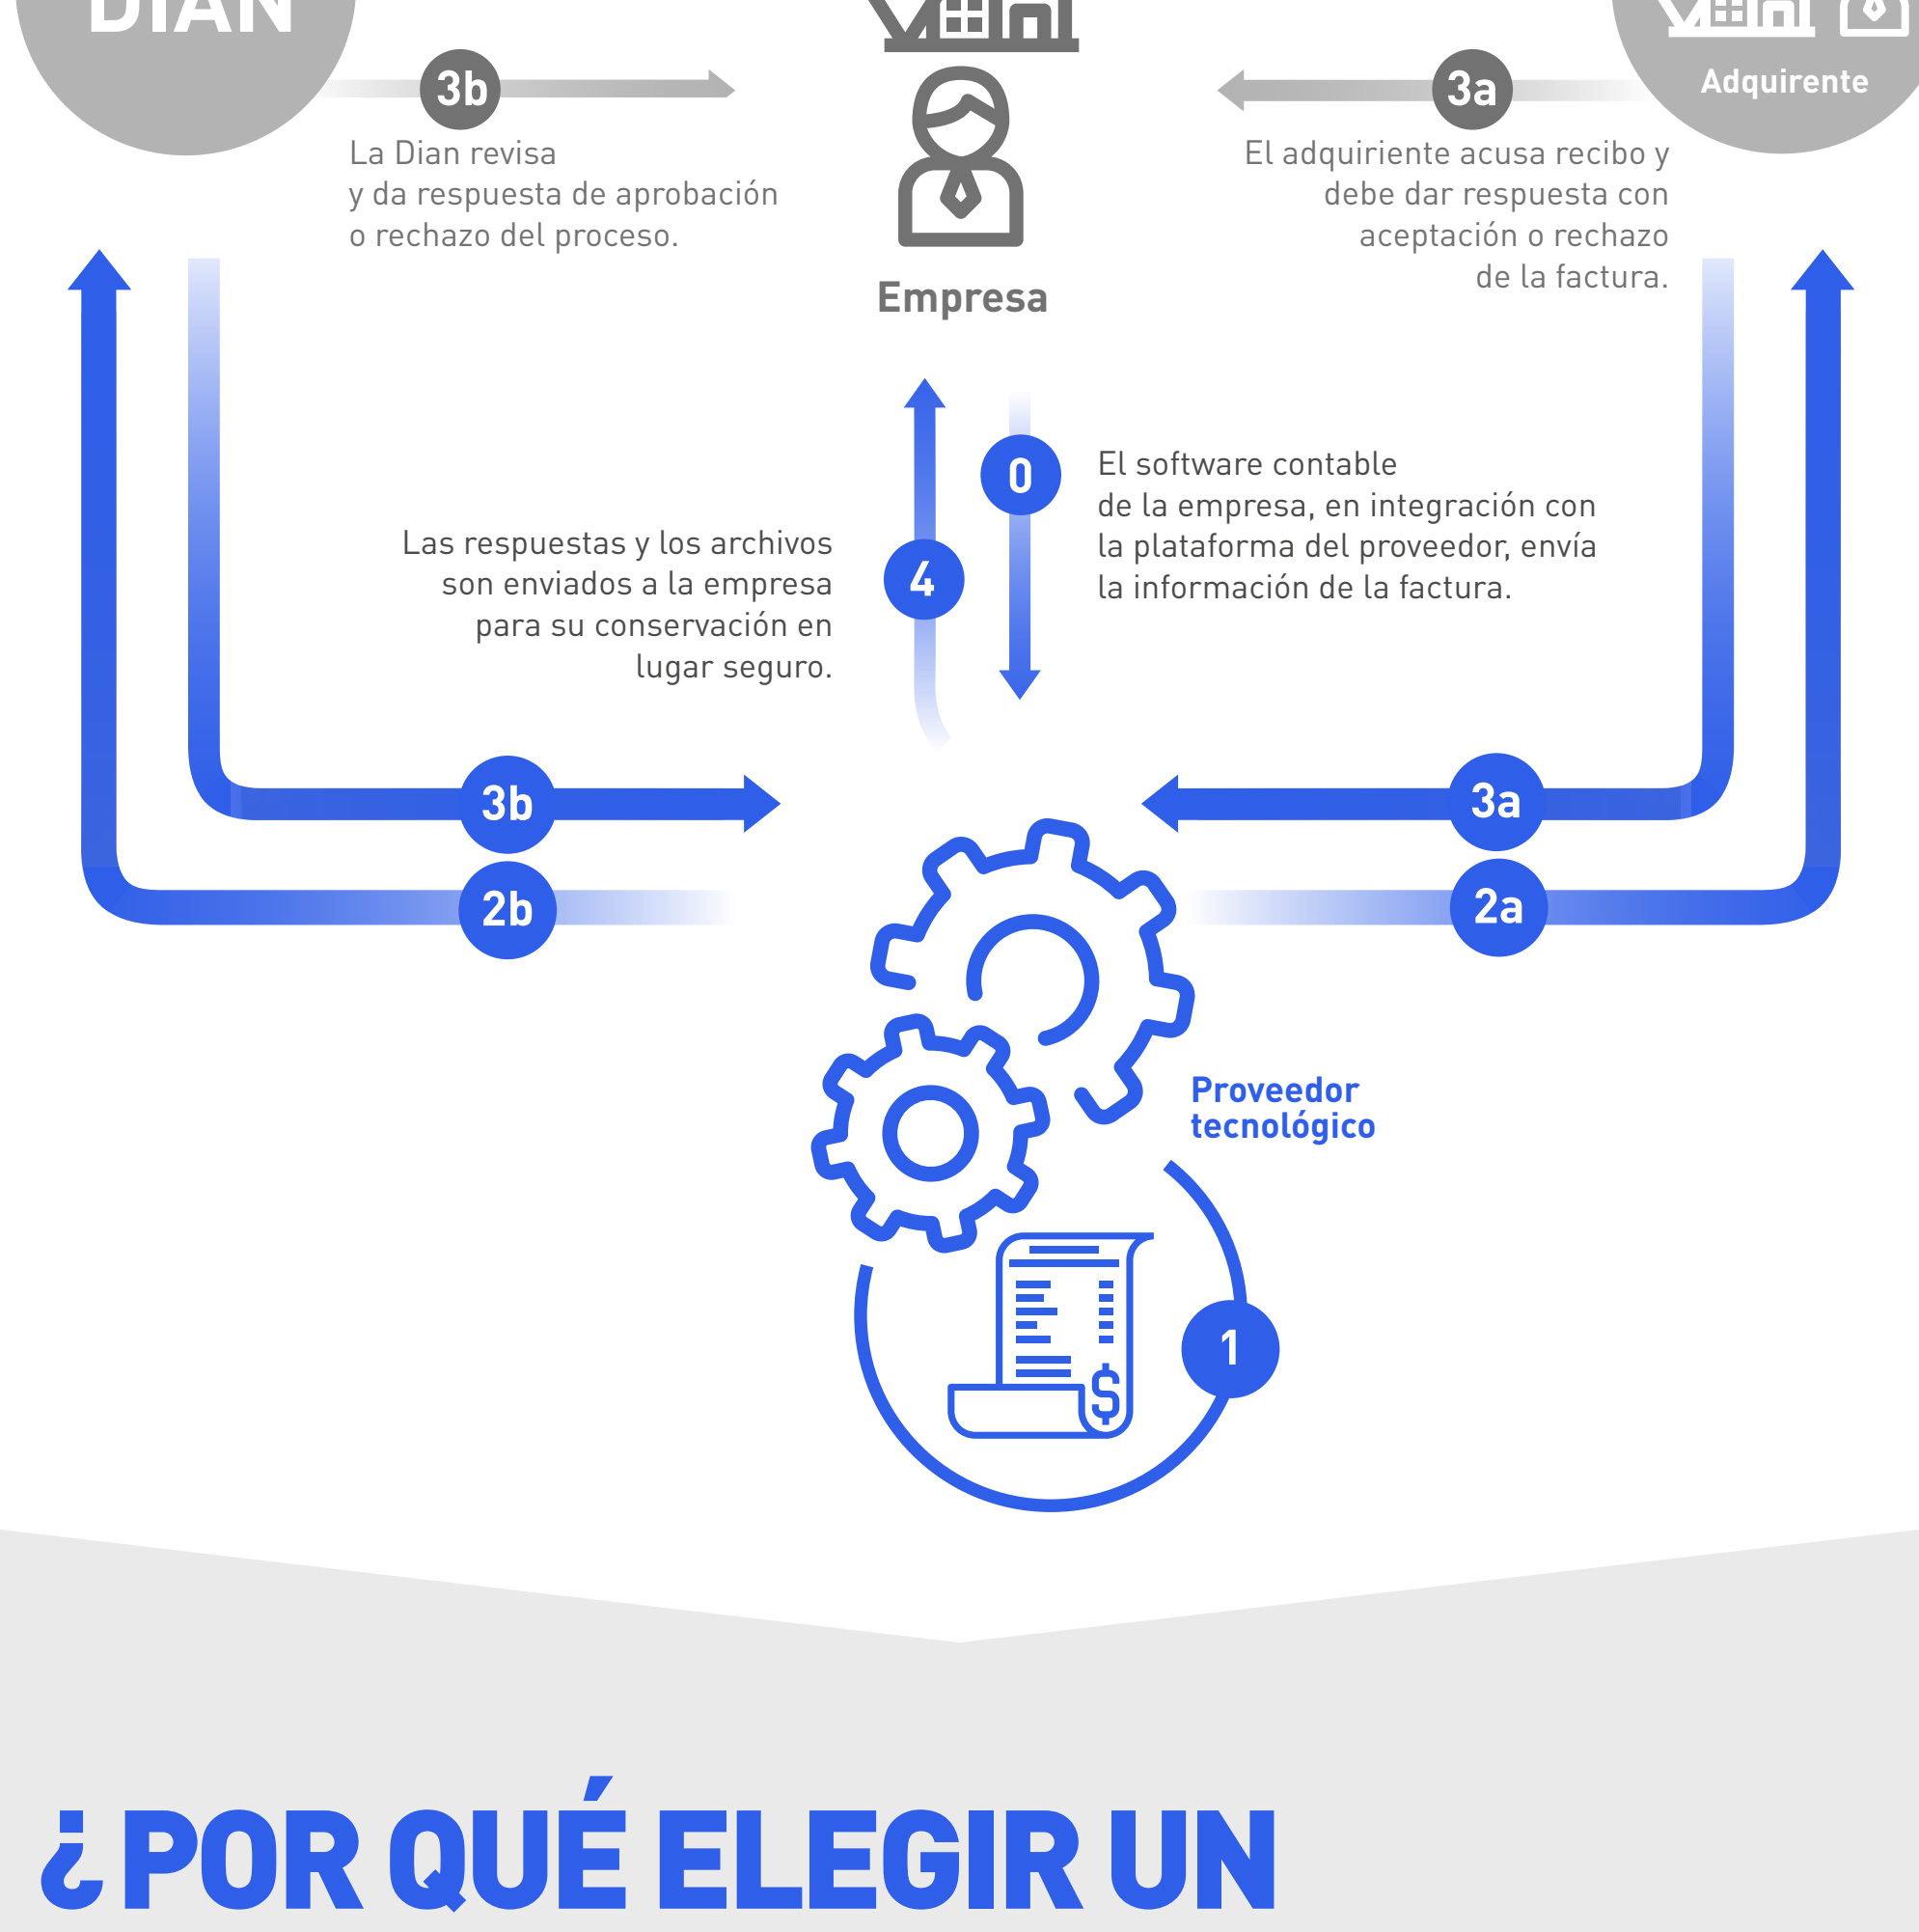 DIAN
Adquirente
3b
3a
La Dian revisa
y da respuesta de aprobación
o rechazo del proceso.
El adquiriente acusa recibo y
debe dar respuesta con
aceptación o rechazo
de la factura.
Empresa
0
El software contable
de la empresa, en integración con
la plataforma del proveedor, envía
la información de la factura.
4
Las respuestas y los archivos
son enviados a la empresa
para su conservación en
lugar seguro.
3b
3a
2b
2a
Proveedor
tecnológico
$
1
¿POR QUÉ ELEGIR UN